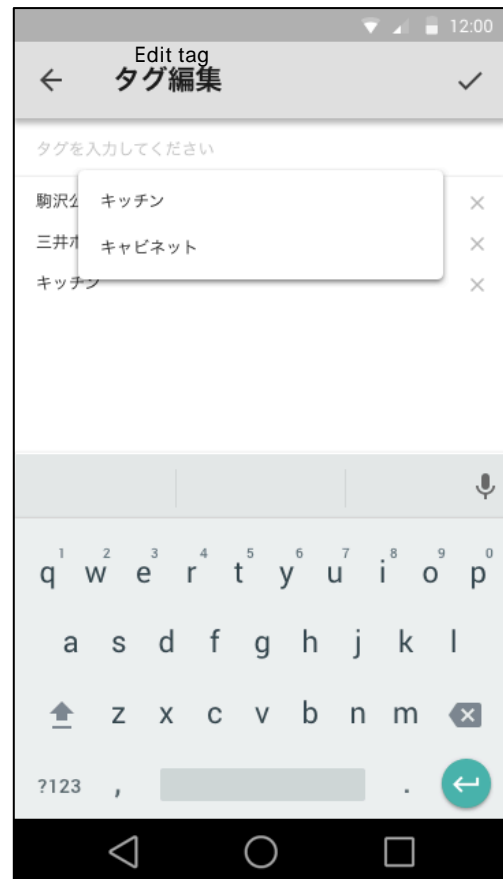 12:00
Edit tag
タグ編集
タグを入力してください
駒沢公
キッチン
三井ホ
キャビネット
キッチン
1 2 3 4 5 6 7 8 9 0
q w e r t y u i o p
a s d f g h j k l
z x c v b n m
?123 , .